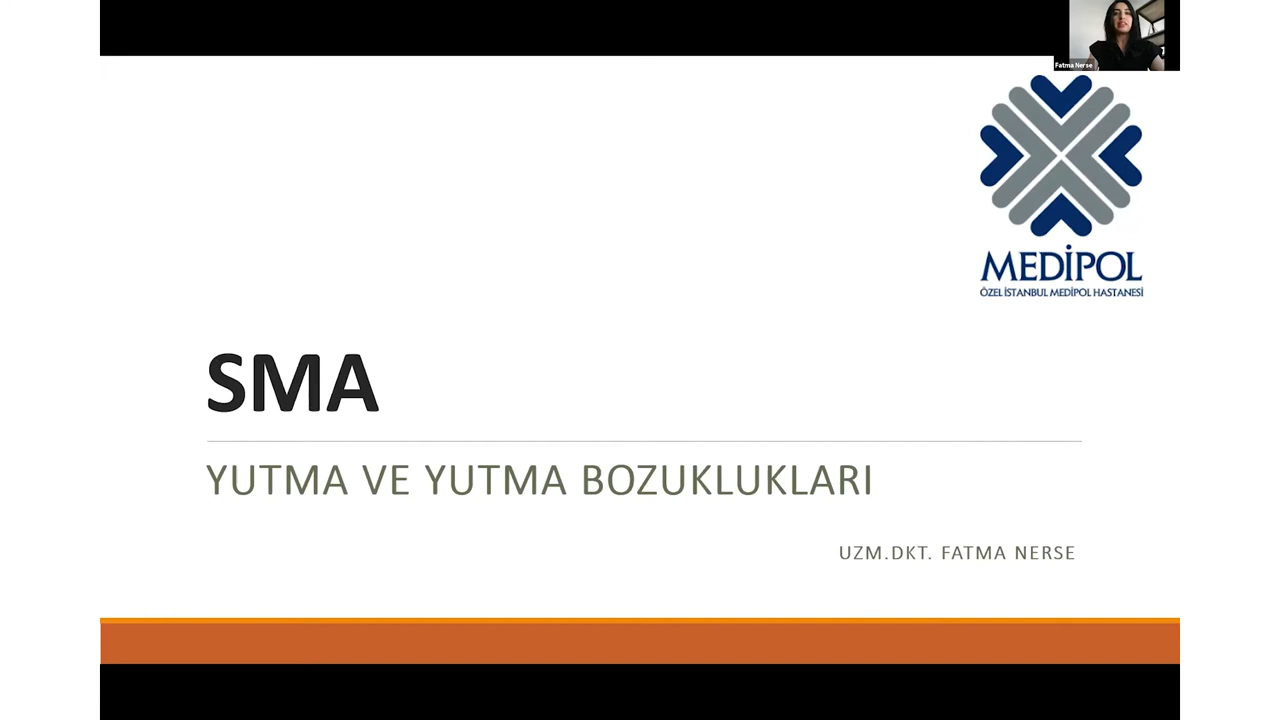 Fatma Nerse
MEDİPOL
ÖZEL İSTANBUL MEDİPOL HASTANESİ
SMA
YUTMA VE YUTMA BOZUKLUKLARI
UZM.DKT. FATMA NERSE